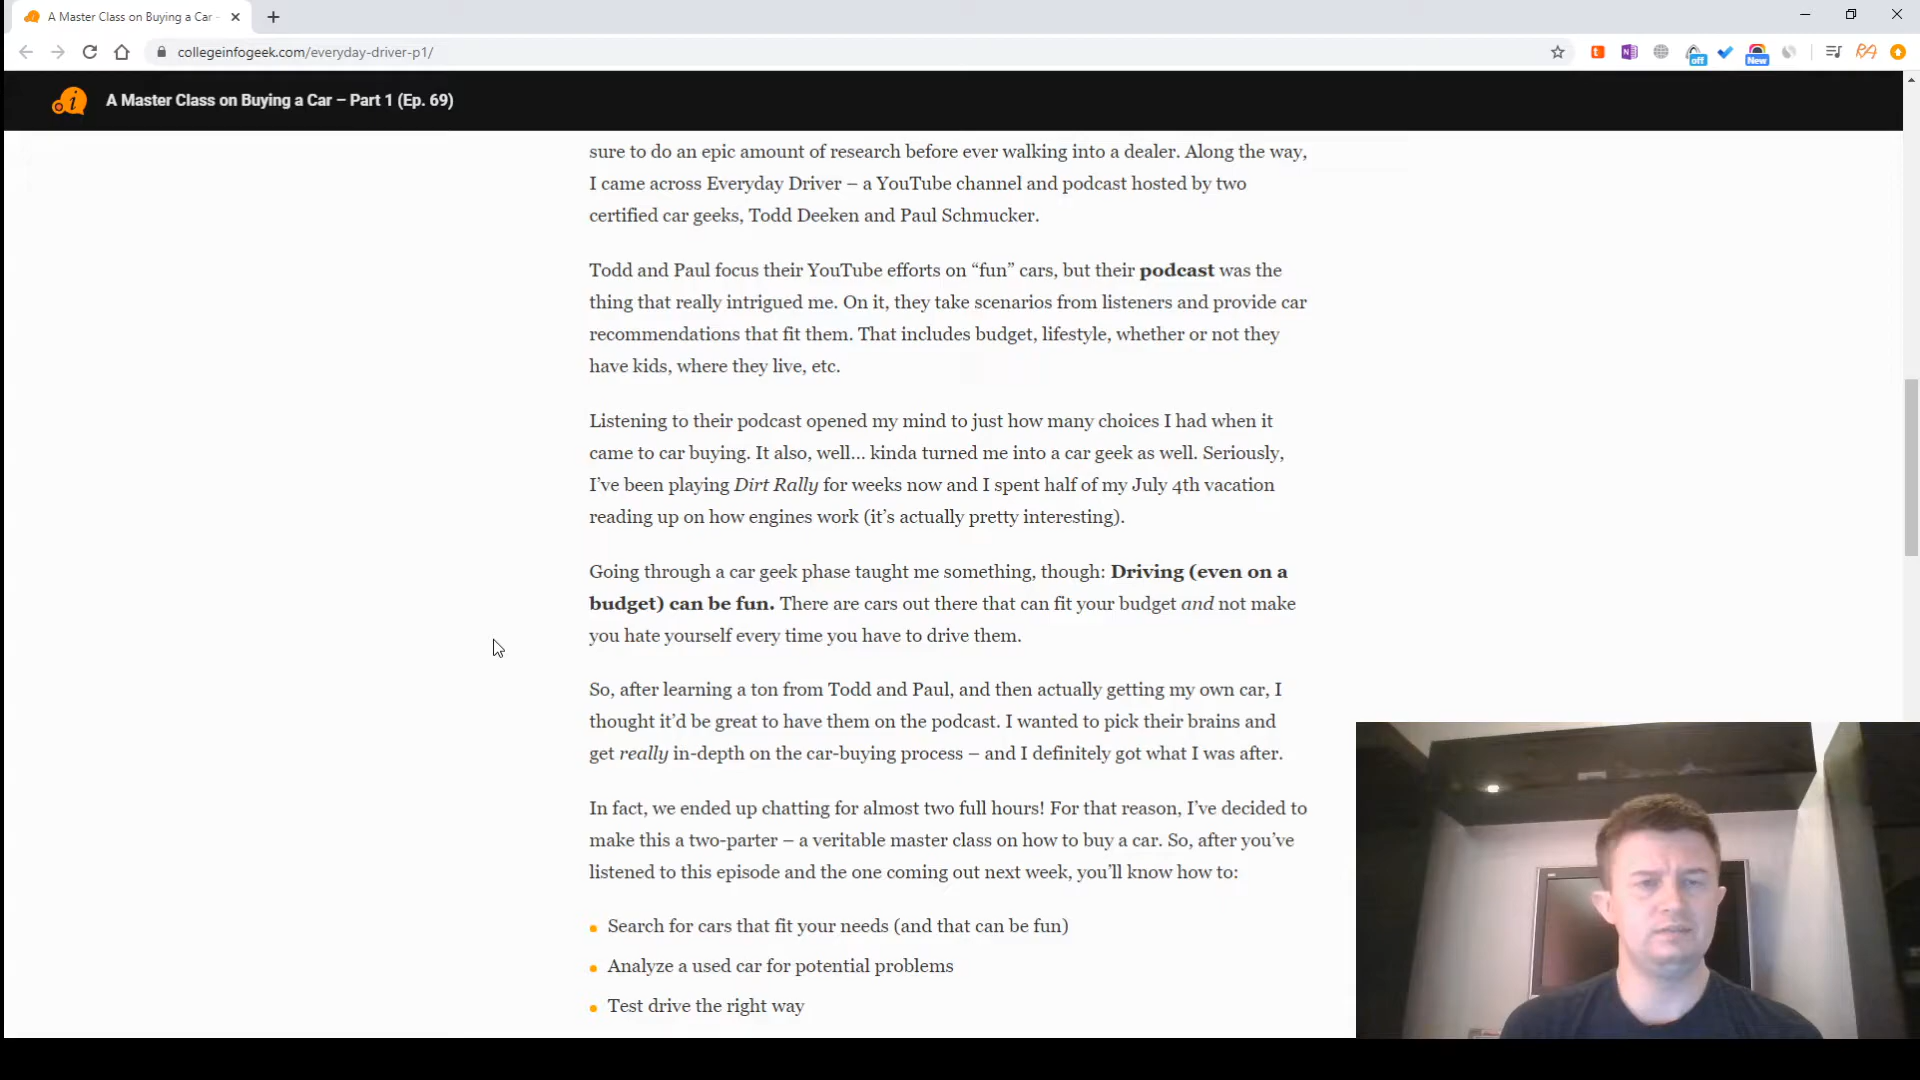 A Master Class on Buying a Car -
collegeinfogeek.com/everyday-driver-p1/
off
New
A Master Class on Buying a Car – Part 1 (Ep. 69)
sure to do an epic amount of research before ever walking into a dealer. Along the way,
I came across Everyday Driver – a YouTube channel and podcast hosted by two
certified car geeks, Todd Deeken and Paul Schmucker.
Todd and Paul focus their YouTube efforts on “fun” cars, but their podcast was the
thing that really intrigued me. On it, they take scenarios from listeners and provide car
recommendations that fit them. That includes budget, lifestyle, whether or not they
have kids, where they live, etc.
Listening to their podcast opened my mind to just how many choices I had when it
came to car buying. It also, well… kinda turned me into a car geek as well. Seriously,
I’ve been playing Dirt Rally for weeks now and I spent half of my July 4th vacation
reading up on how engines work (it’s actually pretty interesting).
Going through a car geek phase taught me something, though: Driving (even on a
budget) can be fun. There are cars out there that can fit your budget and not make
you hate yourself every time you have to drive them.
So, after learning a ton from Todd and Paul, and then actually getting my own car, I
thought it’d be great to have them on the podcast. I wanted to pick their brains and
get really in-depth on the car-buying process – and I definitely got what I was after.
In fact, we ended up chatting for almost two full hours! For that reason, I’ve decided to
make this a two-parter – a veritable master class on how to buy a car. So, after you’ve
listened to this episode and the one coming out next week, you’ll know how to:
Search for cars that fit your needs (and that can be fun)
Analyze a used car for potential problems
Test drive the right way